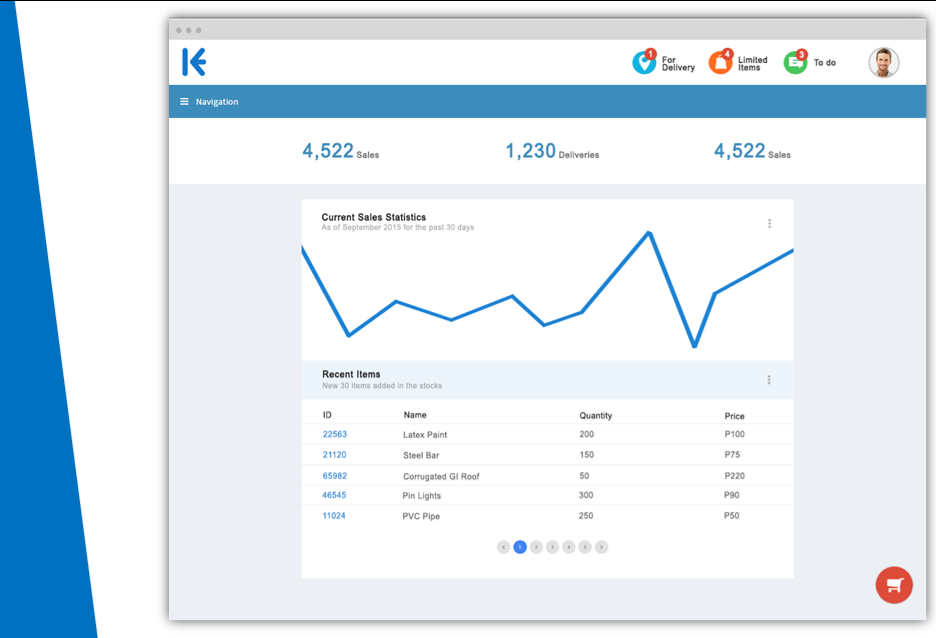 1
For
Delivery
4
Limited
Items
3
To do
Navigation
4,522 Sales
1,230 Deliveries
4,522 Sales
Current Sales Statistics
As of September 2015 for the past 30 days
Recent Items
New 30 items added in the stocks
ID Name Quantity Price
22563 Latex Paint 200 P100
21120 Steel Bar 150 P75
65982 Corrugated GI Roof 50 P220
46545 Pin Lights 300 P90
11024 PVC Pipe 250 P50
‹ 1 2 3 4 5 ›